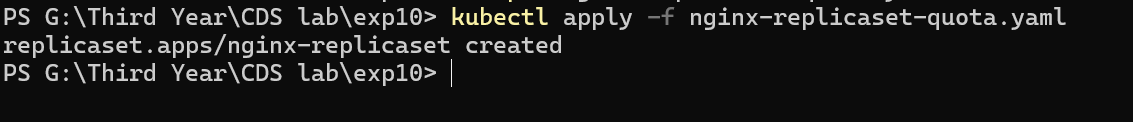 PS G:\Third Year\CDS lab\exp10> kubectl apply -f nginx-replicaset-quota.yaml
replicaset.apps/nginx-replicaset created
PS G:\Third Year\CDS lab\exp10>